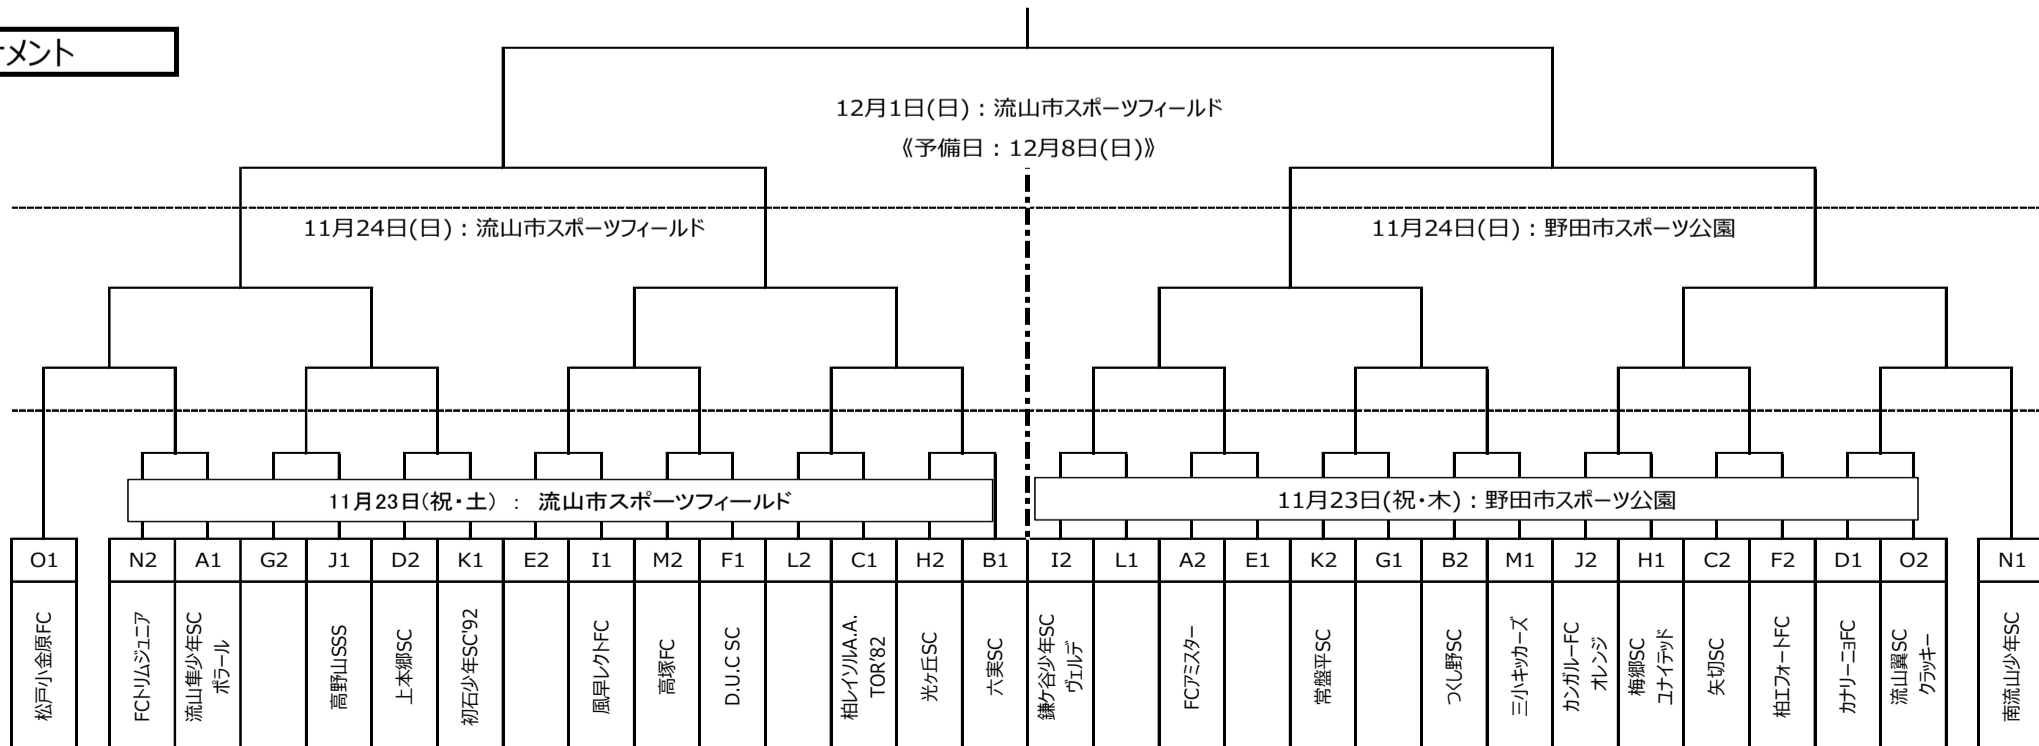 ナメント
12月1日(日)：流山市スポーツフィールド
《予備日：12月8日(日)》
11月24日(日)：流山市スポーツフィールド
11月24日(日)：野田市スポーツ公園
11月23日(祝・土) ： 流山市スポーツフィールド
11月23日(祝・木)：野田市スポーツ公園
O1 N2 A1 G2 J1 D2 K1 E2 I1 M2 F1 L2 C1 H2 B1 I2 L1 A2 E1 K2 G1 B2 M1 J2 H1 C2 F2 D1 O2 N1
松戸小金原FC
FCトリムジュニア
流山隼少年SC
ポラール
高野山SSS
上本郷SC
初石少年SC'92
風早レクトFC
高塚FC
D.U.C SC
柏レイソルA.A.
TOR'82
光ヶ丘SC
六実SC
鎌ケ谷少年SC
ヴェルデ
FCアミスター
常盤平SC
つくし野SC
三小キッカーズ
カンガルーFC
オレンジ
梅郷SC
ユナイテッド
矢切SC
柏エフォートFC
カナリーニョFC
流山翼SC
クラッキー
南流山少年SC